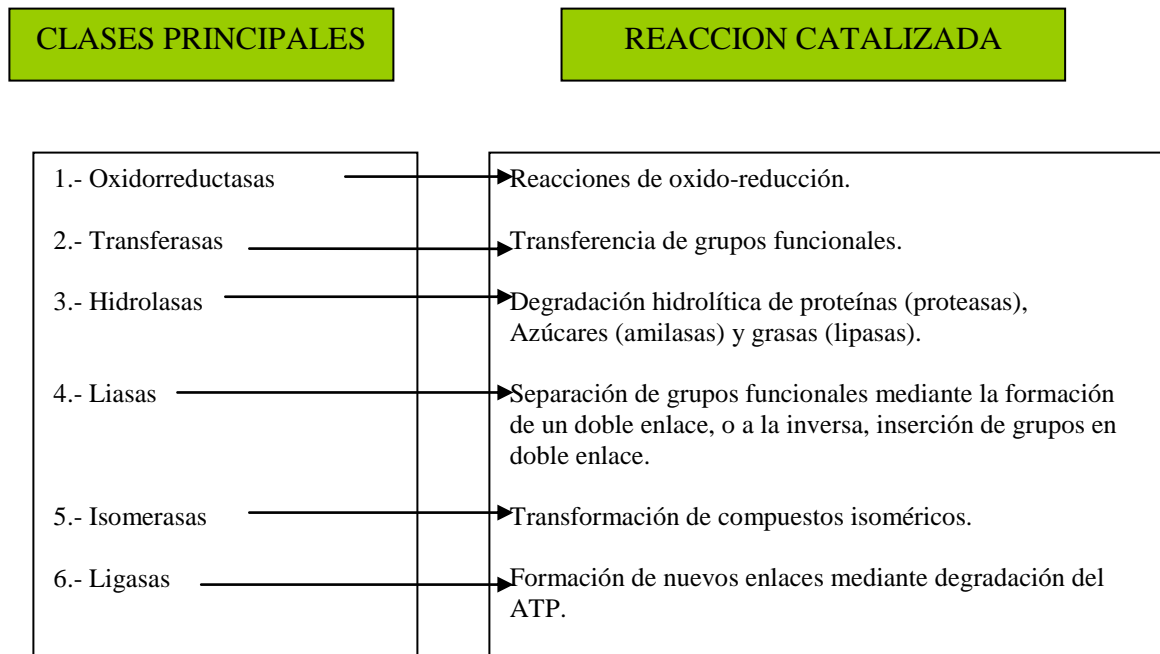 CLASES PRINCIPALES
REACCION CATALIZADA
1.- Oxidorreductasas
Reacciones de oxido-reducción.
2.- Transferasas
Transferencia de grupos funcionales.
3.- Hidrolasas
Degradación hidrolítica de proteínas (proteasas),
Azúcares (amilasas) y grasas (lipasas).
4.- Liasas
Separación de grupos funcionales mediante la formación
de un doble enlace, o a la inversa, inserción de grupos en
doble enlace.
5.- Isomerasas
Transformación de compuestos isoméricos.
6.- Ligasas
Formación de nuevos enlaces mediante degradación del
ATP.